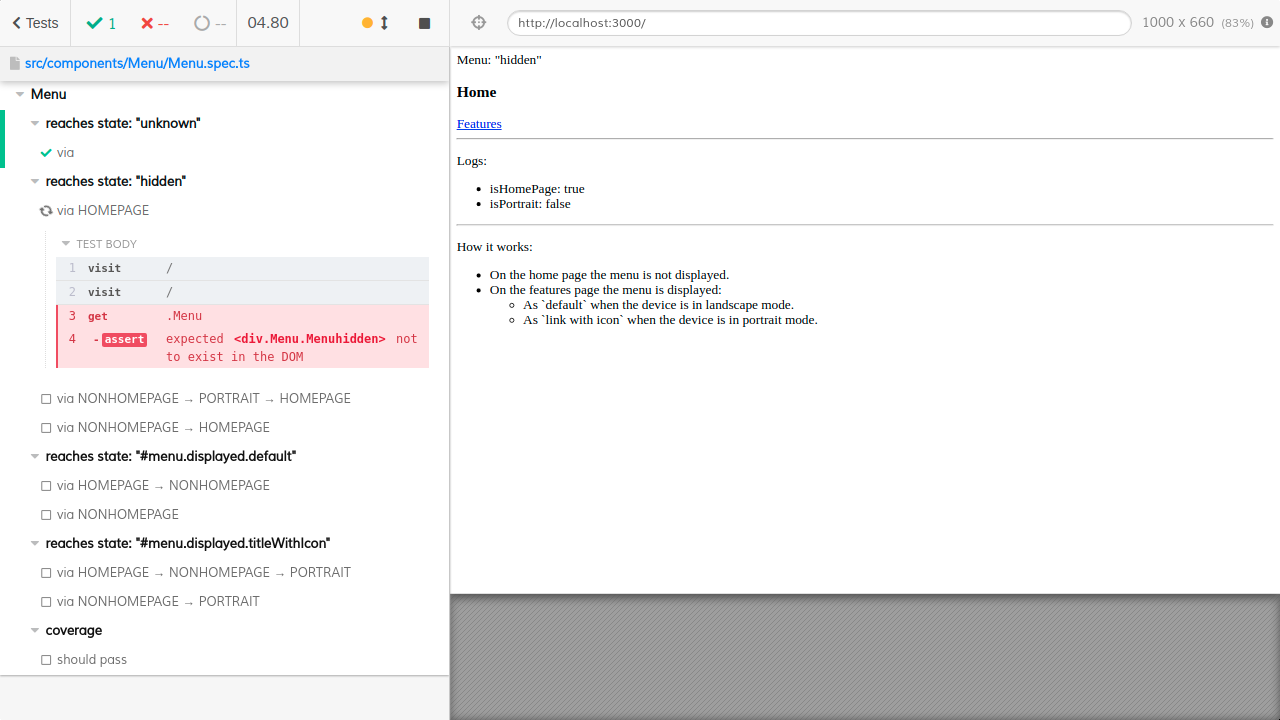 Tests
1
--
--
04.80
http://localhost:3000/
1000 x 660 (83%)
src/components/Menu/Menu.spec.ts
Menu
reaches state: "unknown"
via
reaches state: "hidden"
via HOMEPAGE
TEST BODY
1 visit /
2 visit /
3 get .Menu
4 -assert expected <div.Menu.Menuhidden> not
to exist in the DOM
via NONHOMEPAGE → PORTRAIT → HOMEPAGE
via NONHOMEPAGE → HOMEPAGE
reaches state: "#menu.displayed.default"
via HOMEPAGE → NONHOMEPAGE
via NONHOMEPAGE
reaches state: "#menu.displayed.titleWithIcon"
via HOMEPAGE → NONHOMEPAGE → PORTRAIT
via NONHOMEPAGE → PORTRAIT
coverage
should pass
Menu: "hidden"
Home
Features
Logs:
isHomePage: true
isPortrait: false
How it works:
On the home page the menu is not displayed.
On the features page the menu is displayed:
As `default` when the device is in landscape mode.
As `link with icon` when the device is in portrait mode.